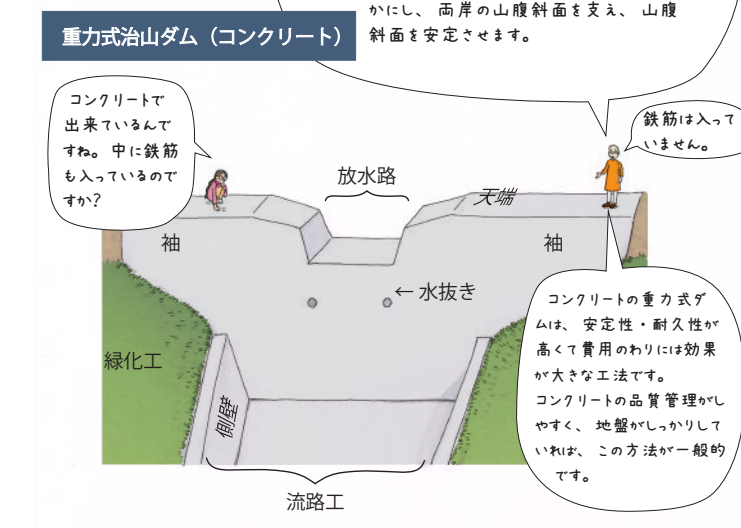 かにし、両岸の山腹斜面を支え、山腹
斜面を安定させます。
重力式治山ダム（コンクリート）
コンクリートで
出来ているんで
すね。中に鉄筋
も入っているので
すか？
鉄筋は入って
いません。
放水路
天端
袖
袖
←水抜き
緑化工
側壁
流路工
コンクリートの重力式ダ
ムは、安定性・耐久性が
高くて費用のわりには効果
が大きな工法です。
コンクリートの品質管理がし
やすく、地盤がしっかりして
いれば、この方法が一般的
です。